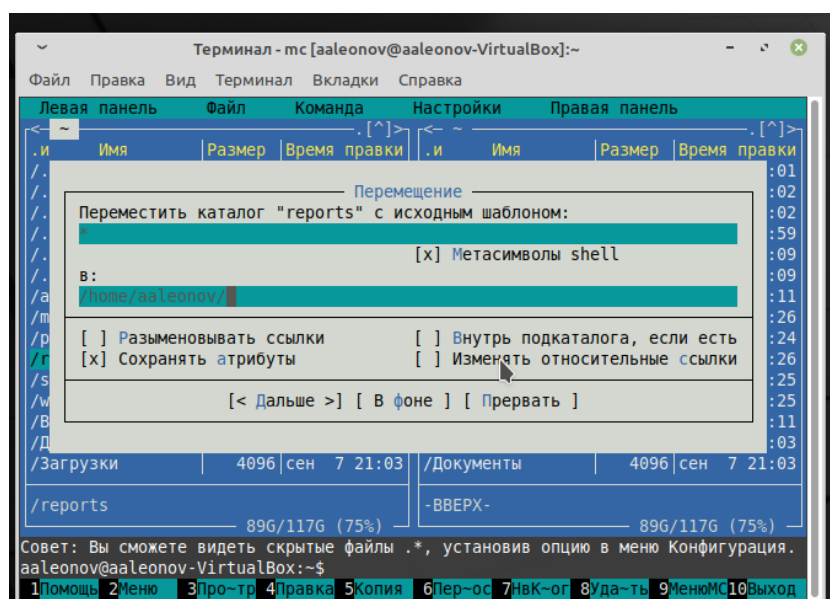 Терминал - mc [aaleonov@aaleonov-VirtualBox]:~
Файл Правка Вид Терминал Вкладки Справка
Левая панель Файл Команда Настройки Правая панель
<— ~ .[^]> <— ~ .[^]>
.и Имя Размер Время правки .и Имя Размер Время правки
/. :01
/. Перемещение :02
/. Переместить каталог "reports" с исходным шаблоном: :02
/. * :59
/. [x] Метасимволы shell :09
/. в: :09
/a /home/aaleonov/ :11
/m :26
/p [ ] Разыменовывать ссылки [ ] Внутрь подкаталога, если есть :24
/r [x] Сохранять атрибуты [ ] Изменять относительные ссылки :26
/s :25
/w [< Дальше >] [ В фоне ] [ Прервать ] :25
/В :11
/Д :03
/Загрузки 4096 сен 7 21:03 /Документы 4096 сен 7 21:03
/reports -ВВЕРХ-
89G/117G (75%) 89G/117G (75%)
Совет: Вы сможете видеть скрытые файлы .*, установив опцию в меню Конфигурация.
aaleonov@aaleonov-VirtualBox:~$
1Помощь 2Меню 3Про~тр 4Правка 5Копия 6Пер~ос 7НвК~ог 8Уда~ть 9МенюMC 10Выход